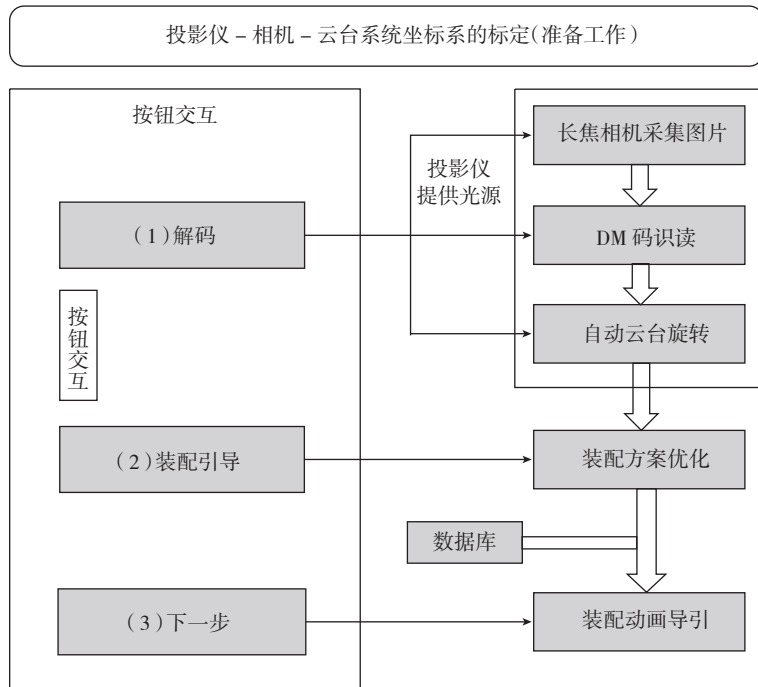 投影仪–相机–云台系统坐标系的标定(准备工作)
按钮交互
长焦相机采集图片
投影仪
提供光源
(1)解码
DM 码识读
按钮交互
自动云台旋转
(2)装配引导
装配方案优化
数据库
(3)下一步
装配动画导引